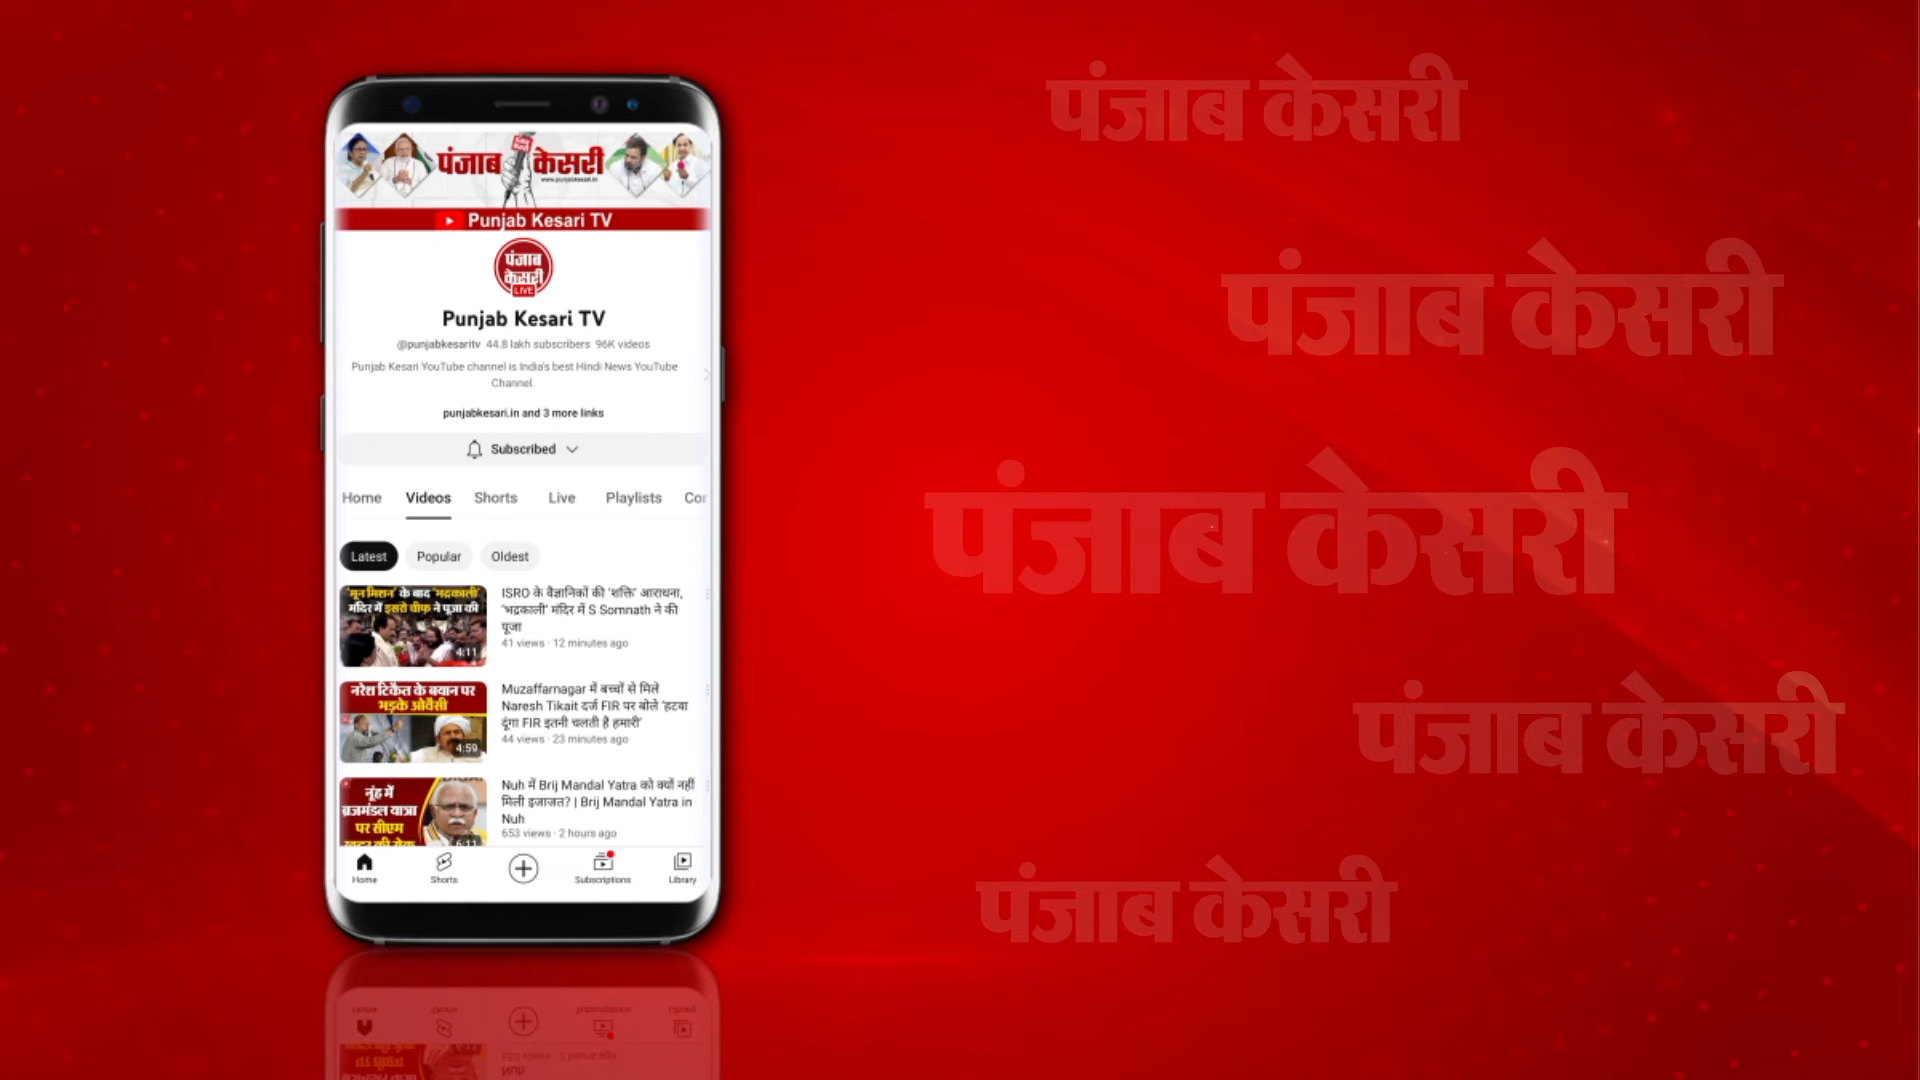 पंजाब केसरी
www.punjabkesari.in
Punjab Kesari TV
पंजाब
केसरी
LIVE
Punjab Kesari TV
@punjabkesaritv 44.8 lakh subscribers 96K videos
Punjab Kesari YouTube channel is India's best Hindi News YouTube
Channel.
punjabkesari.in and 3 more links
Subscribed
Home Videos Shorts Live Playlists Cor
Latest Popular Oldest
'मून मिशन' के बाद 'भद्रकाली'
मंदिर में इसरो चीफ ने पूजा की
4:11
ISRO के वैज्ञानिकों की 'शक्ति' आराधना,
'भद्रकाली' मंदिर में S Somnath ने की
पूजा
41 views · 12 minutes ago
नरेश टिकैत के बयान पर
भड़के ओवैसी
4:59
Muzaffarnagar में बच्चों से मिले
Naresh Tikait दर्ज FIR पर बोले 'हटवा
दूंगा FIR इतनी चलती है हमारी'
44 views · 23 minutes ago
नूंह में
ब्रजमंडल यात्रा
पर सीएम
6:11
Nuh में Brij Mandal Yatra को क्यों नहीं
मिली इजाजत? | Brij Mandal Yatra in
Nuh
653 views · 2 hours ago
Home Shorts Subscriptions Library
पंजाब केसरी
पंजाब केसरी
पंजाब केसरी
पंजाब केसरी
पंजाब केसरी